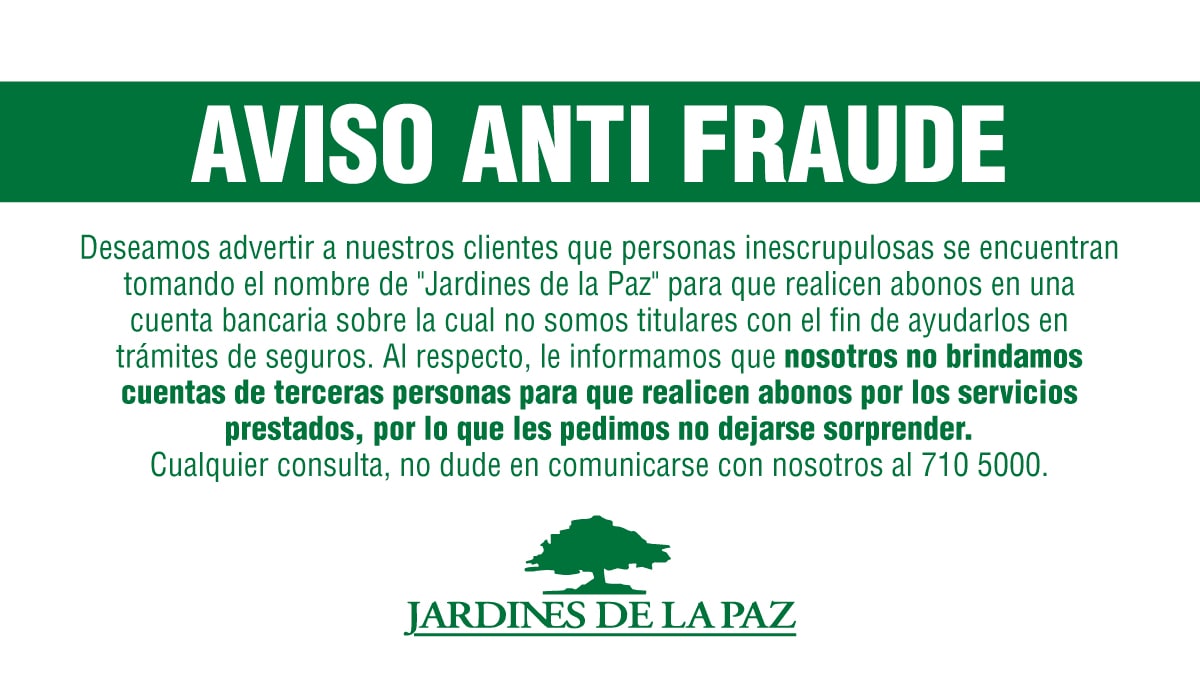 AVISO ANTI FRAUDE
Deseamos advertir a nuestros clientes que personas inescrupulosas se encuentran
tomando el nombre de "Jardines de la Paz" para que realicen abonos en una
cuenta bancaria sobre la cual no somos titulares con el fin de ayudarlos en
trámites de seguros. Al respecto, le informamos que nosotros no brindamos
cuentas de terceras personas para que realicen abonos por los servicios
prestados, por lo que les pedimos no dejarse sorprender.
Cualquier consulta, no dude en comunicarse con nosotros al 710 5000.
JARDINES DE LA PAZ